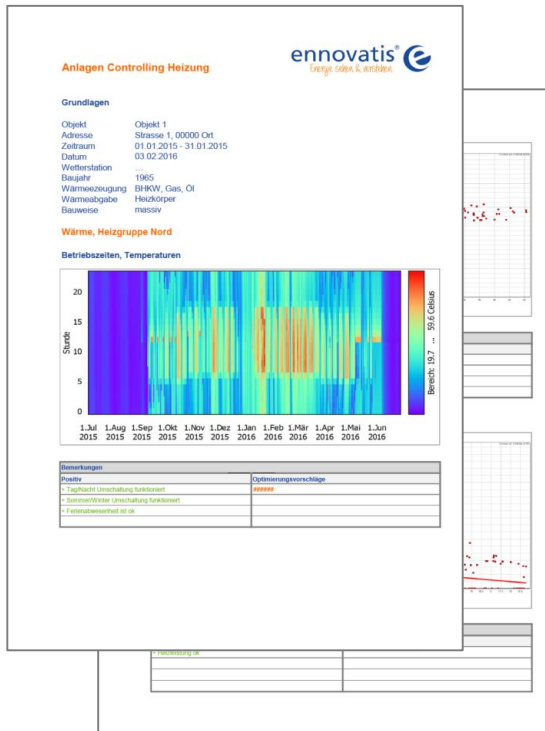 ennovatis®
Energie sehen & verstehen
Anlagen Controlling Heizung
Grundlagen
Objekt Objekt 1
Adresse Strasse 1, 00000 Ort
Zeitraum 01.01.2015 - 31.01.2015
Datum 03.02.2016
Wetterstation ...
Baujahr 1965
Wärmeezeugung BHKW, Gas, Öl
Wärmeabgabe Heizkörper
Bauweise massiv
Wärme, Heizgruppe Nord
Betriebszeiten, Temperaturen
Stunde
20
15
10
5
0
1.Jul 1.Aug 1.Sep 1.Okt 1.Nov 1.Dez 1.Jan 1.Feb 1.Mär 1.Apr 1.Mai 1.Jun
2015 2015 2015 2015 2015 2015 2016 2016 2016 2016 2016 2016
Bereich: 19.7 ... 59.6 Celsius
Bemerkungen
Positiv Optimierungsvorschläge
+ Tag/Nacht Umschaltung funktioniert ######
+ Sommer/Winter Umschaltung funktioniert
+ Ferienabwesenheit ist ok
+ Heizleistung ok